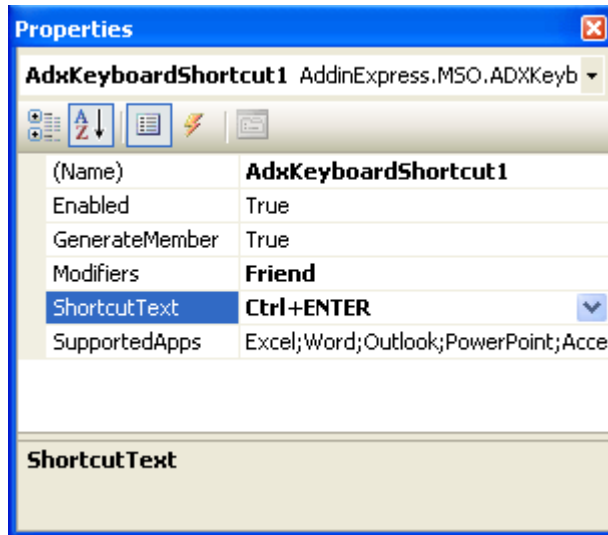 Properties
AdxKeyboardShortcut1 AddinExpress.MSO.ADXKeyb
A
Z
(Name) AdxKeyboardShortcut1
Enabled True
GenerateMember True
Modifiers Friend
ShortcutText Ctrl+ENTER
SupportedApps Excel;Word;Outlook;PowerPoint;Acce
ShortcutText